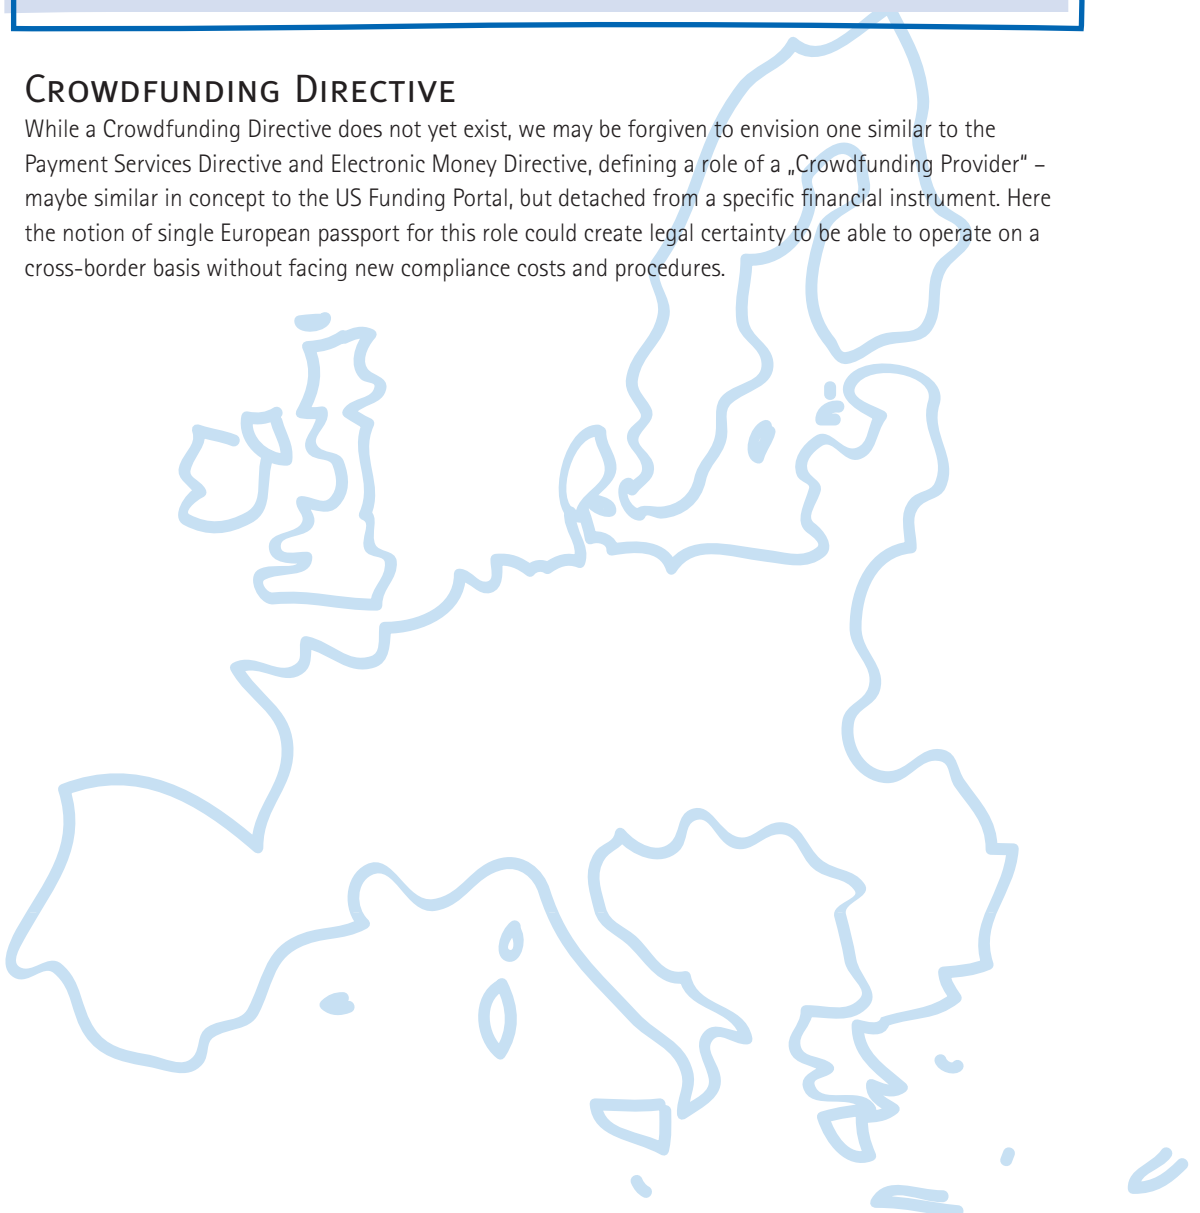 Crowdfunding Directive
While a Crowdfunding Directive does not yet exist, we may be forgiven to envision one similar to the
Payment Services Directive and Electronic Money Directive, defining a role of a „Crowdfunding Provider" –
maybe similar in concept to the US Funding Portal, but detached from a specific financial instrument. Here
the notion of single European passport for this role could create legal certainty to be able to operate on a
cross-border basis without facing new compliance costs and procedures.